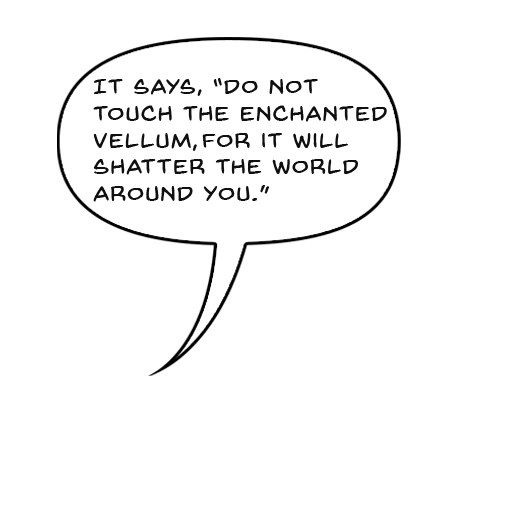 IT SAYS, "DO NOT
TOUCH THE ENCHANTED
VELLUM, FOR IT WILL
SHATTER THE WORLD
AROUND YOU."